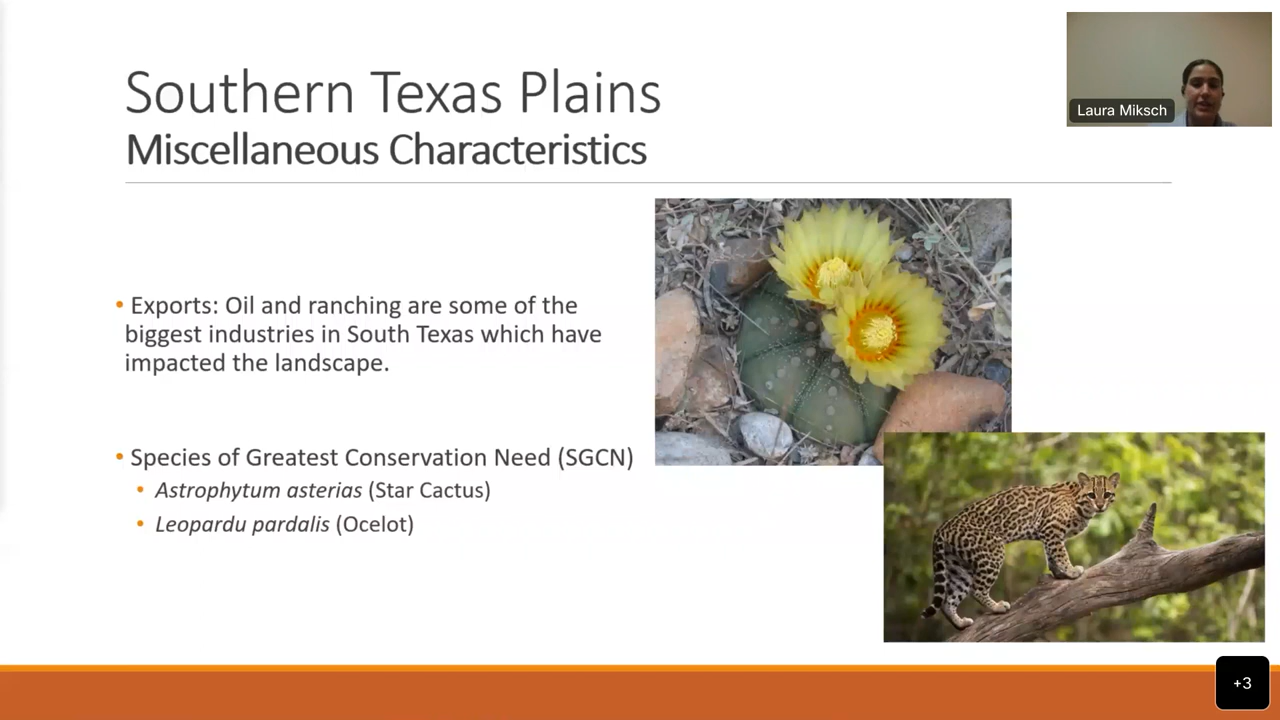 Southern Texas Plains
Miscellaneous Characteristics
Laura Miksch
• Exports: Oil and ranching are some of the
biggest industries in South Texas which have
impacted the landscape.
• Species of Greatest Conservation Need (SGCN)
• Astrophytum asterias (Star Cactus)
• Leopardu pardalis (Ocelot)
+3